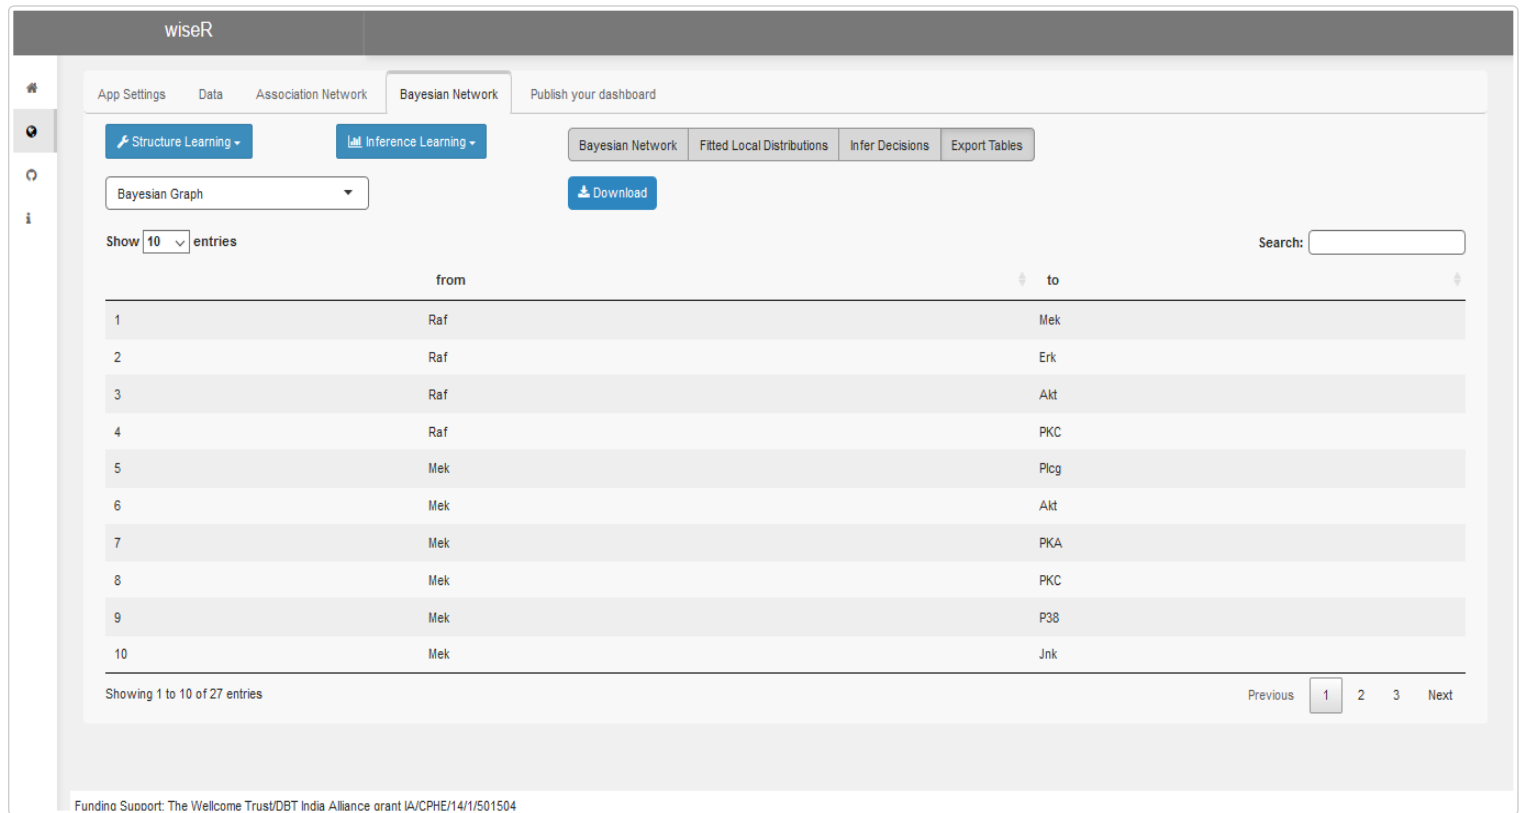 wiseR
App Settings Data Association Network Bayesian Network Publish your dashboard
Structure Learning Inference Learning Bayesian Network Fitted Local Distributions Infer Decisions Export Tables
Bayesian Graph Download
Show 10 entries Search:
from to
1 Raf Mek
2 Raf Erk
3 Raf Akt
4 Raf PKC
5 Mek Plcg
6 Mek Akt
7 Mek PKA
8 Mek PKC
9 Mek P38
10 Mek Jnk
Showing 1 to 10 of 27 entries Previous 1 2 3 Next
Funding Support: The Wellcome Trust/DBT India Alliance grant IA/CPHE/14/1/501504